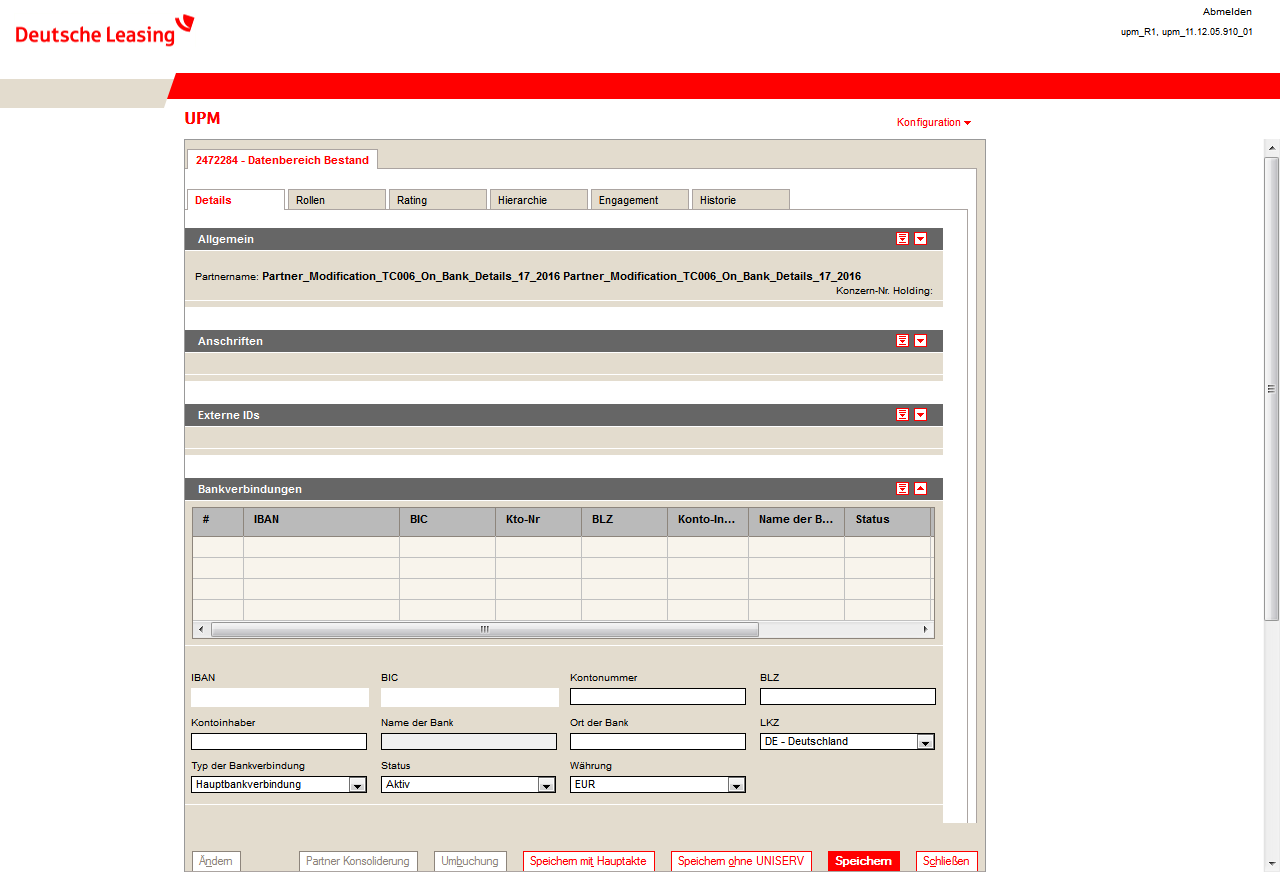 Deutsche Leasing
Abmelden
upm_R1, upm_11.12.05.910_01
UPM
Konfiguration
2472284 - Datenbereich Bestand
Details Rollen Rating Hierarchie Engagement Historie
Allgemein
Partnername: Partner_Modification_TC006_On_Bank_Details_17_2016 Partner_Modification_TC006_On_Bank_Details_17_2016
Konzern-Nr. Holding:
Anschriften
Externe IDs
Bankverbindungen
# IBAN BIC Kto-Nr BLZ Konto-In... Name der B... Status
IBAN BIC Kontonummer BLZ
Kontoinhaber Name der Bank Ort der Bank LKZ
DE - Deutschland
Typ der Bankverbindung Status Währung
Hauptbankverbindung Aktiv EUR
Ändern Partner Konsoliderung Umbuchung Speichern mit Hauptakte Speichern ohne UNISERV Speichern Schließen